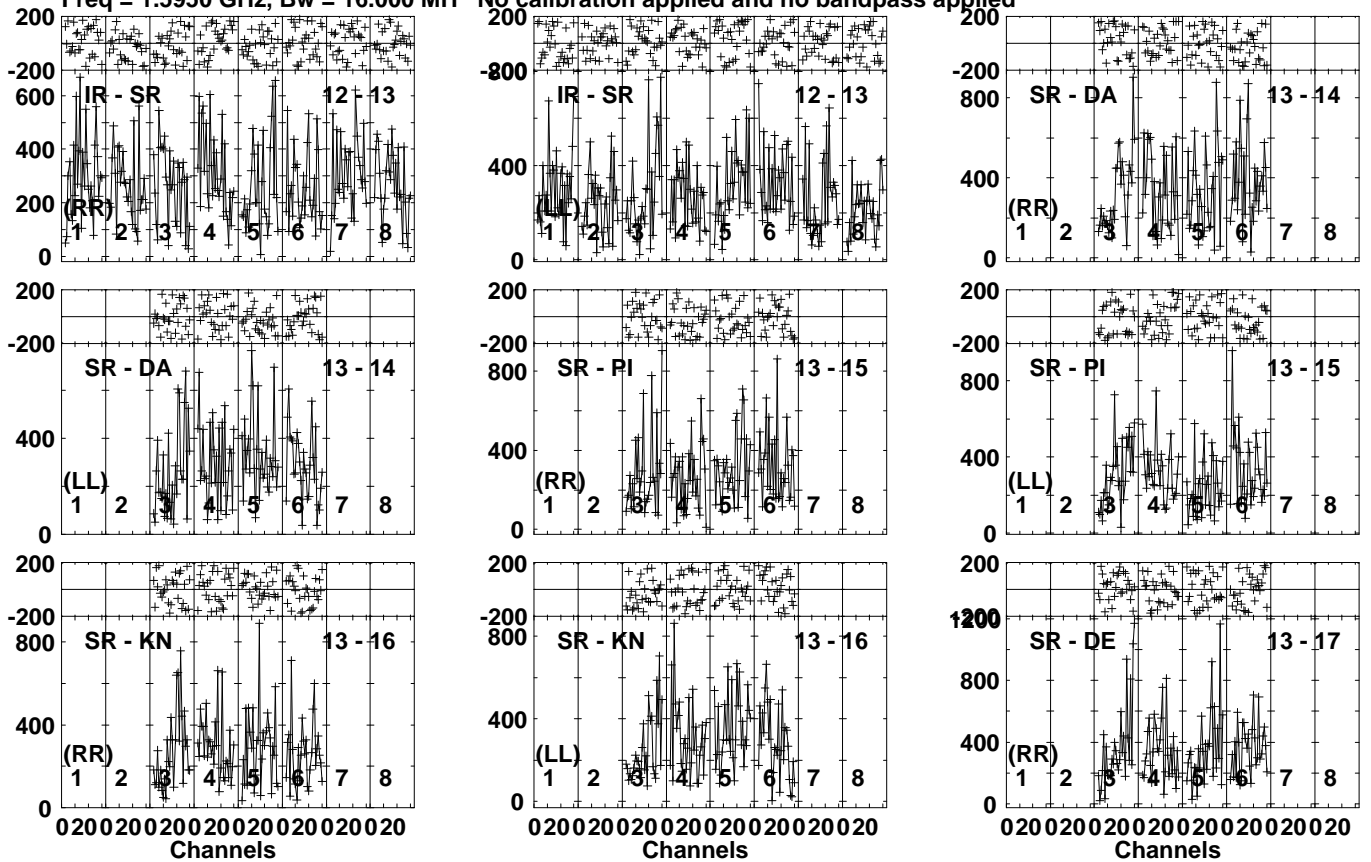 Freq = 1.5950 GHz, Bw = 16.000 MH No calibration applied and no bandpass applied
200 200 200
-200 -200
600 IR - SR 12 - 13 IR - SR 12 - 13 800 SR - DA 13 - 14
400 400 400
200
(RR) (LL) (RR)
1 2 3 4 5 6 7 8 1 2 3 4 5 6 7 8 1 2 3 4 5 6 7 8
0 0 0
200 200 200
-200 -200 -200
SR - DA 13 - 14 800 SR - PI 13 - 15 800 SR - PI 13 - 15
400 400 400
(LL) (RR) (LL)
1 2 3 4 5 6 7 8 1 2 3 4 5 6 7 8 1 2 3 4 5 6 7 8
0 0 0
200 200 200
-200 -200
800 SR - KN 13 - 16 800 SR - KN 13 - 16 SR - DE 13 - 17
800
400 400 400
(RR) (LL) (RR)
1 2 3 4 5 6 7 8 1 2 3 4 5 6 7 8 1 2 3 4 5 6 7 8
0 0 0
0 20 0 20 0 20 0 20 0 20 0 20 0 20 0 20 0 20 0 20 0 20 0 20 0 20 0 20 0 20 0 20 0 20 0 20 0 20 0 20 0 20 0 20 0 20 0 20
Channels Channels Channels